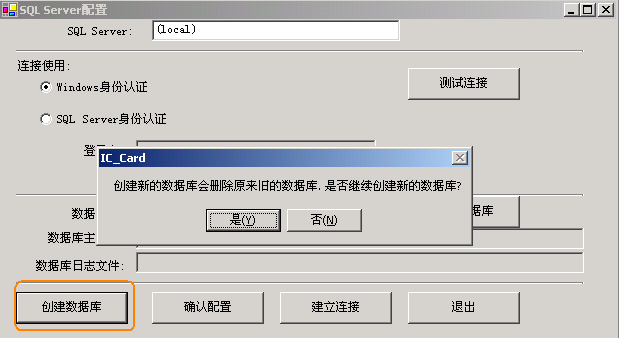 SQL Server配置
SQL Server: (local)
连接使用:
Windows身份认证
测试连接
SQL Server身份认证
登
IC_Card
创建新的数据库会删除原来旧的数据库,是否继续创建新的数据库?
是(Y) 否(N)
数据 据库
数据库主
数据库日志文件:
创建数据库 确认配置 建立连接 退出